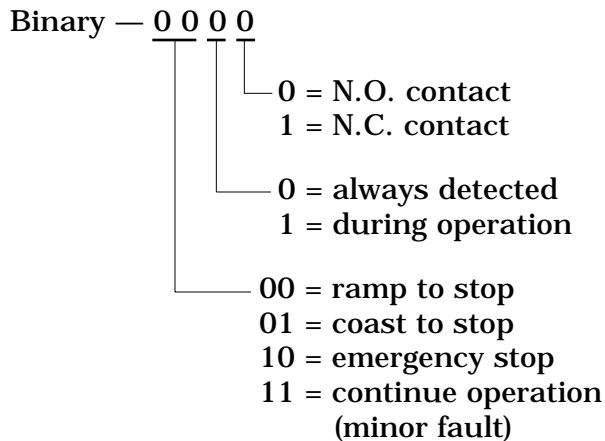 Binary — 0 0 0 0
0 = N.O. contact
1 = N.C. contact
0 = always detected
1 = during operation
00 = ramp to stop
01 = coast to stop
10 = emergency stop
11 = continue operation
(minor fault)